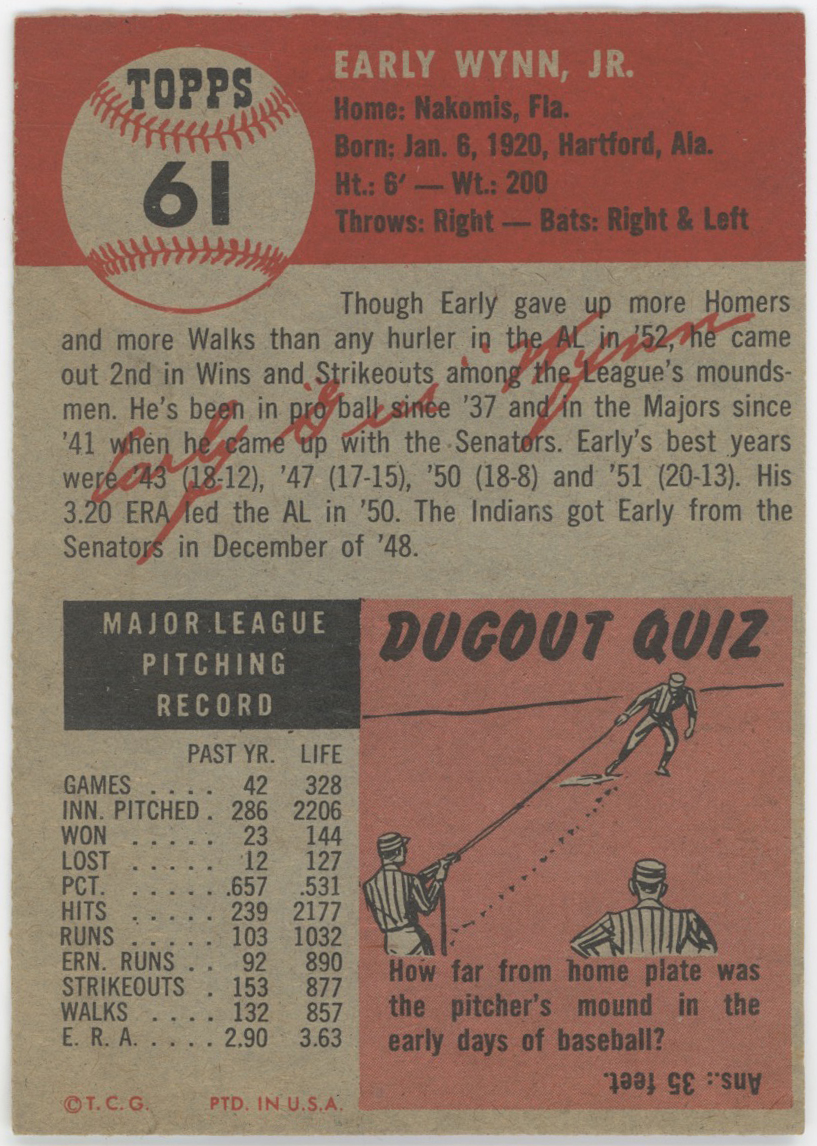 TOPPS
61
EARLY WYNN, JR.
Home: Nakomis, Fla.
Born: Jan. 6, 1920, Hartford, Ala.
Ht.: 6′ — Wt.: 200
Throws: Right — Bats: Right & Left
Though Early gave up more Homers
and more Walks than any hurler in the AL in '52, he came
out 2nd in Wins and Strikeouts among the League's mounds-
men. He's been in pro ball since '37 and in the Majors since
'41 when he came up with the Senators. Early's best years
were '43 (18-12), '47 (17-15), '50 (18-8) and '51 (20-13). His
3.20 ERA led the AL in '50. The Indians got Early from the
Senators in December of '48.
Early "Gus" Wynn
MAJOR LEAGUE
PITCHING
RECORD
PAST YR. LIFE
GAMES . . . . 42 328
INN. PITCHED . 286 2206
WON . . . . . 23 144
LOST . . . . . 12 127
PCT. . . . . . .657 .531
HITS . . . . . 239 2177
RUNS . . . . . 103 1032
ERN. RUNS . . 92 890
STRIKEOUTS . 153 877
WALKS . . . . 132 857
E. R. A. . . . . 2.90 3.63
©T. C. G. PTD. IN U.S.A.
DUGOUT QUIZ
How far from home plate was
the pitcher's mound in the
early days of baseball?
Ans.: 35 feet.